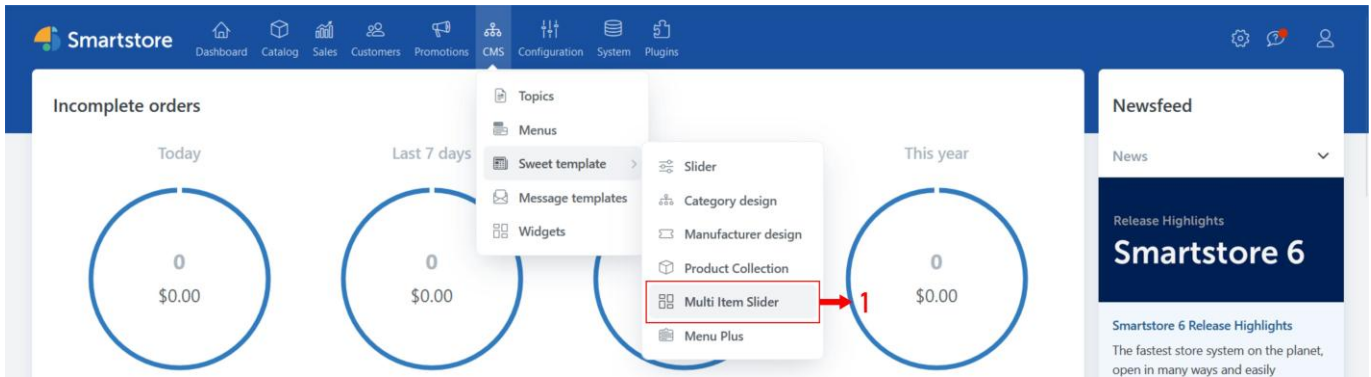 Smartstore
Dashboard
Catalog
Sales
Customers
Promotions
CMS
Configuration
System
Plugins
Incomplete orders
Today
0
$0.00
Last 7 days
0
$0.00
This year
0
$0.00
Topics
Menus
Sweet template
Message templates
Widgets
Slider
Category design
Manufacturer design
Product Collection
Multi Item Slider
Menu Plus
1
Newsfeed
News
Release Highlights
Smartstore 6
Smartstore 6 Release Highlights
The fastest store system on the planet,
open in many ways and easily